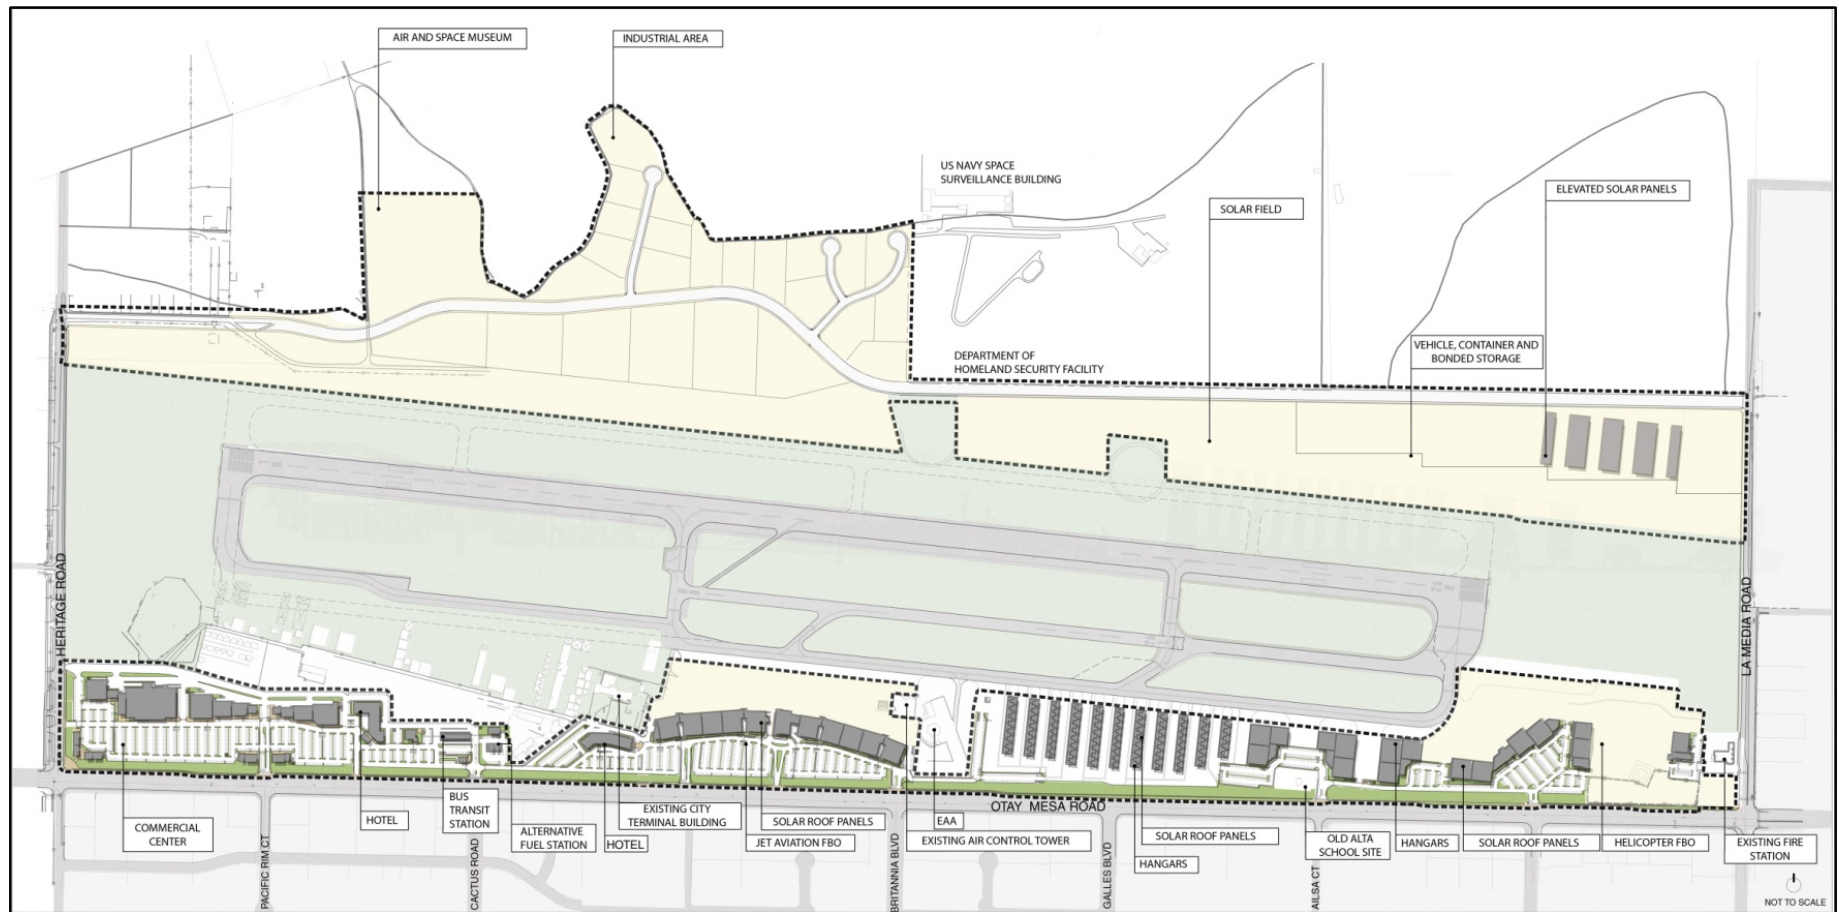 AIR AND SPACE MUSEUM
INDUSTRIAL AREA
US NAVY SPACE
SURVEILLANCE BUILDING
ELEVATED SOLAR PANELS
SOLAR FIELD
VEHICLE, CONTAINER AND
BONDED STORAGE
DEPARTMENT OF
HOMELAND SECURITY FACILITY
HERITAGE ROAD
LA MEDIA ROAD
OTAY MESA ROAD
COMMERCIAL
CENTER
PACIFIC RIM CT
HOTEL
BUS
TRANSIT
STATION
CACTUS ROAD
ALTERNATIVE
FUEL STATION
HOTEL
EXISTING CITY
TERMINAL BUILDING
SOLAR ROOF PANELS
JET AVIATION FBO
BRITANNIA BLVD
EAA
EXISTING AIR CONTROL TOWER
GALLES BLVD
SOLAR ROOF PANELS
HANGARS
AILSA CT
OLD ALTA
SCHOOL SITE
HANGARS
SOLAR ROOF PANELS
HELICOPTER FBO
EXISTING FIRE
STATION
NOT TO SCALE